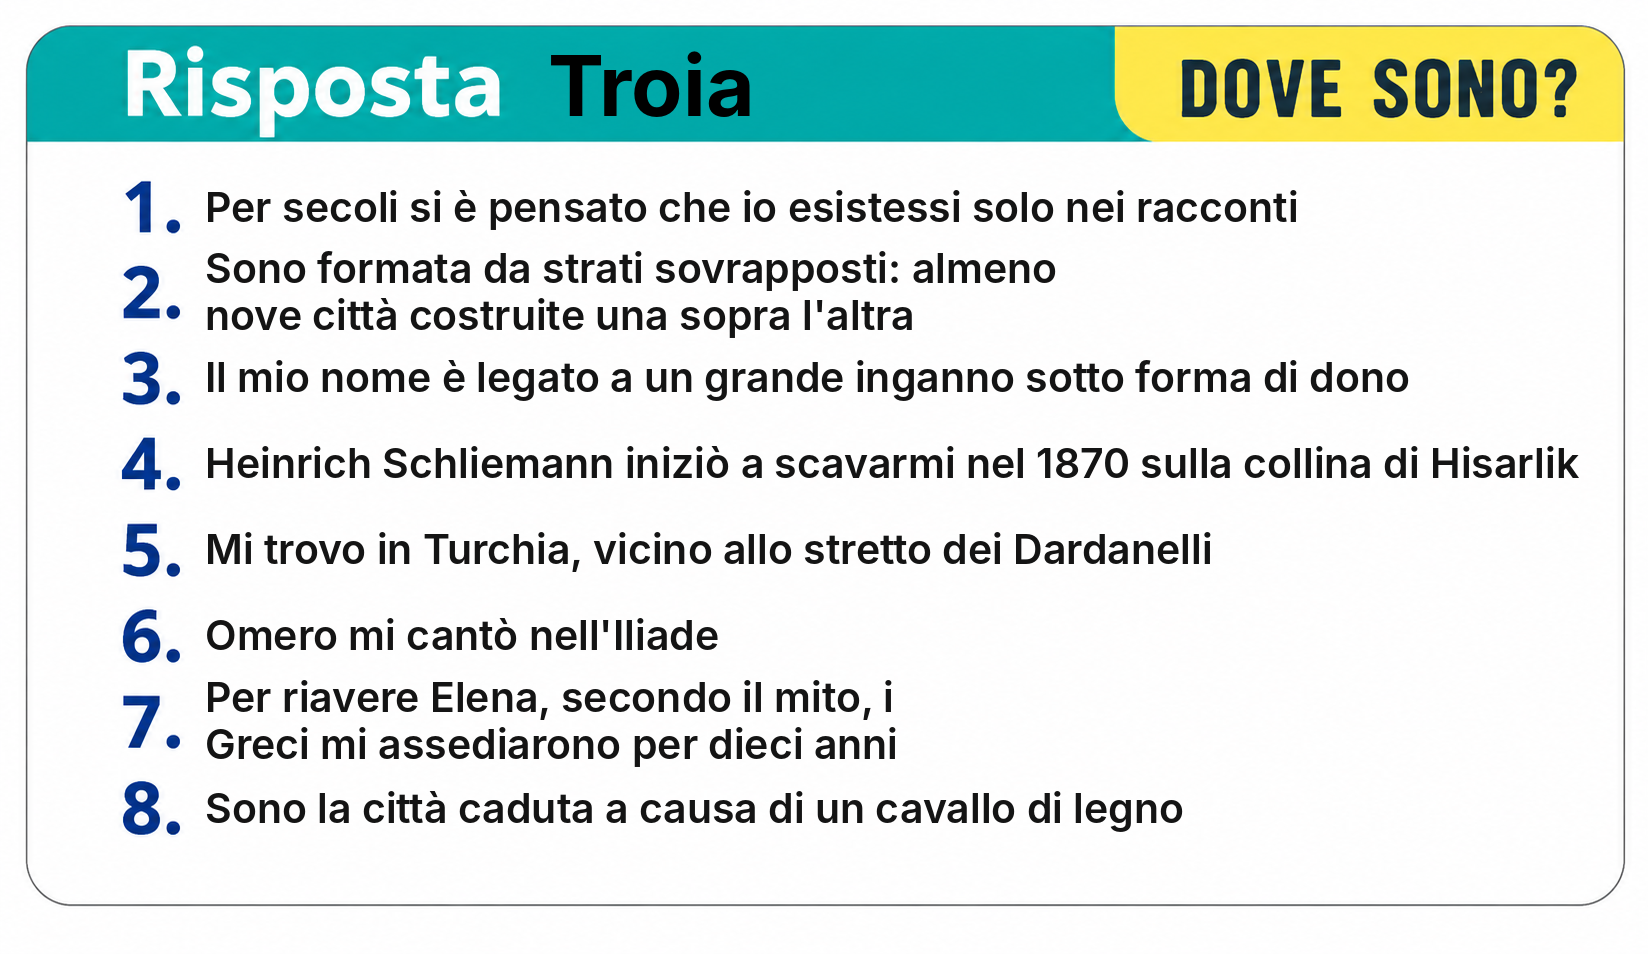 Risposta Troia
DOVE SONO?
1. Per secoli si è pensato che io esistessi solo nei racconti
2. Sono formata da strati sovrapposti: almeno
nove città costruite una sopra l'altra
3. Il mio nome è legato a un grande inganno sotto forma di dono
4. Heinrich Schliemann iniziò a scavarmi nel 1870 sulla collina di Hisarlik
5. Mi trovo in Turchia, vicino allo stretto dei Dardanelli
6. Omero mi cantò nell'Iliade
7. Per riavere Elena, secondo il mito, i
Greci mi assediarono per dieci anni
8. Sono la città caduta a causa di un cavallo di legno